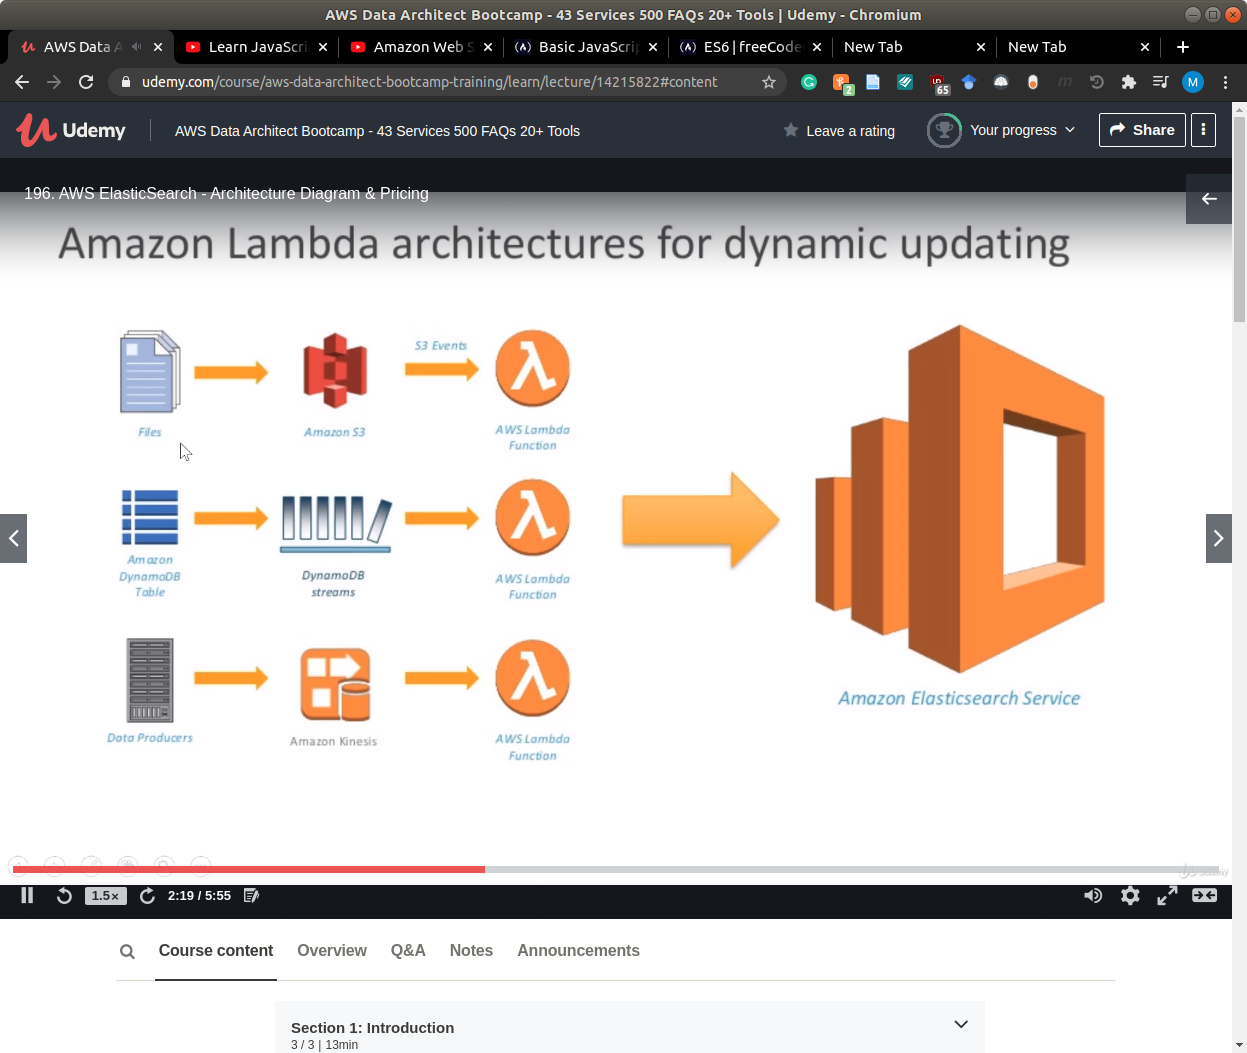 AWS Data Architect Bootcamp - 43 Services 500 FAQs 20+ Tools | Udemy - Chromium
AWS Data A
Learn JavaScri
Amazon Web S
Basic JavaScrip
ES6 | freeCode
New Tab
New Tab
udemy.com/course/aws-data-architect-bootcamp-training/learn/lecture/14215822#content
2
65
M
Udemy
AWS Data Architect Bootcamp - 43 Services 500 FAQs 20+ Tools
Leave a rating
Your progress
Share
196. AWS ElasticSearch - Architecture Diagram & Pricing
Amazon Lambda architectures for dynamic updating
S3 Events
Files
Amazon S3
AWS Lambda
Function
Amazon
DynamoDB
Table
DynamoDB
streams
AWS Lambda
Function
Amazon Elasticsearch Service
Data Producers
Amazon Kinesis
AWS Lambda
Function
1.5×
2:19 / 5:55
Course content
Overview
Q&A
Notes
Announcements
Section 1: Introduction
3 / 3 | 13min